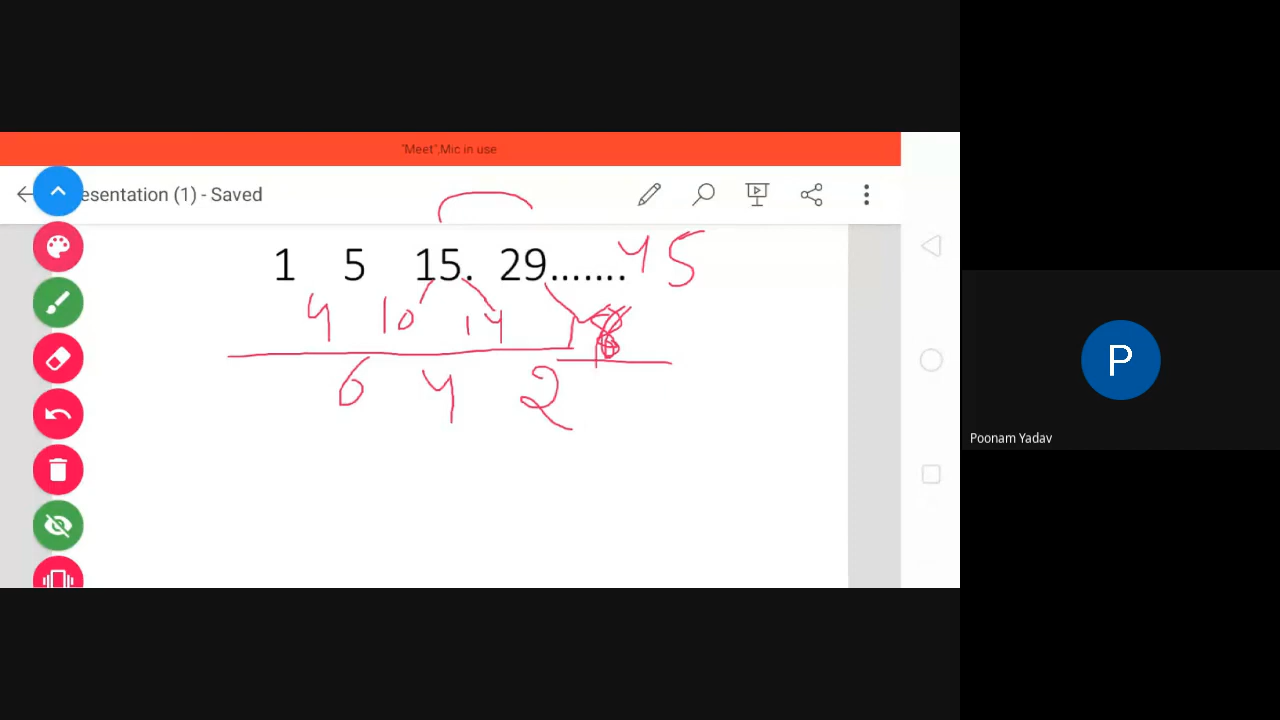 "Meet",Mic in use
esentation (1) - Saved
1 5 15. 29.......45
4 10 14
6 4 2
P
Poonam Yadav